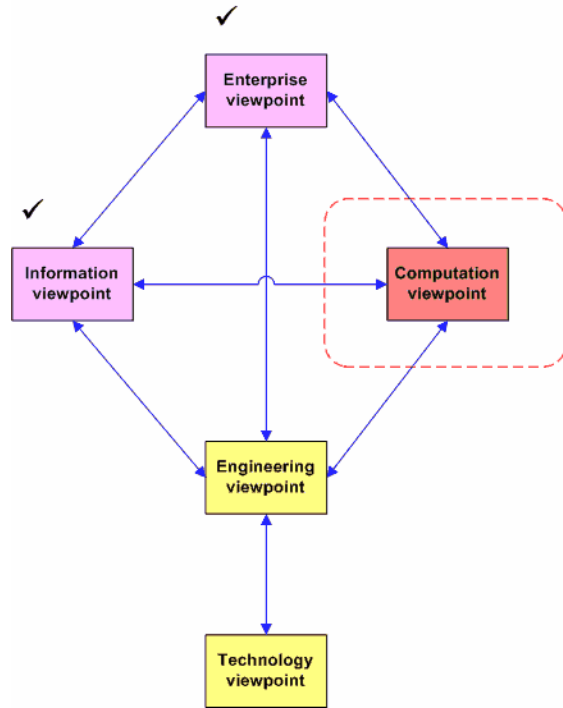 Enterprise
viewpoint
Information
viewpoint
Computation
viewpoint
Engineering
viewpoint
Technology
viewpoint